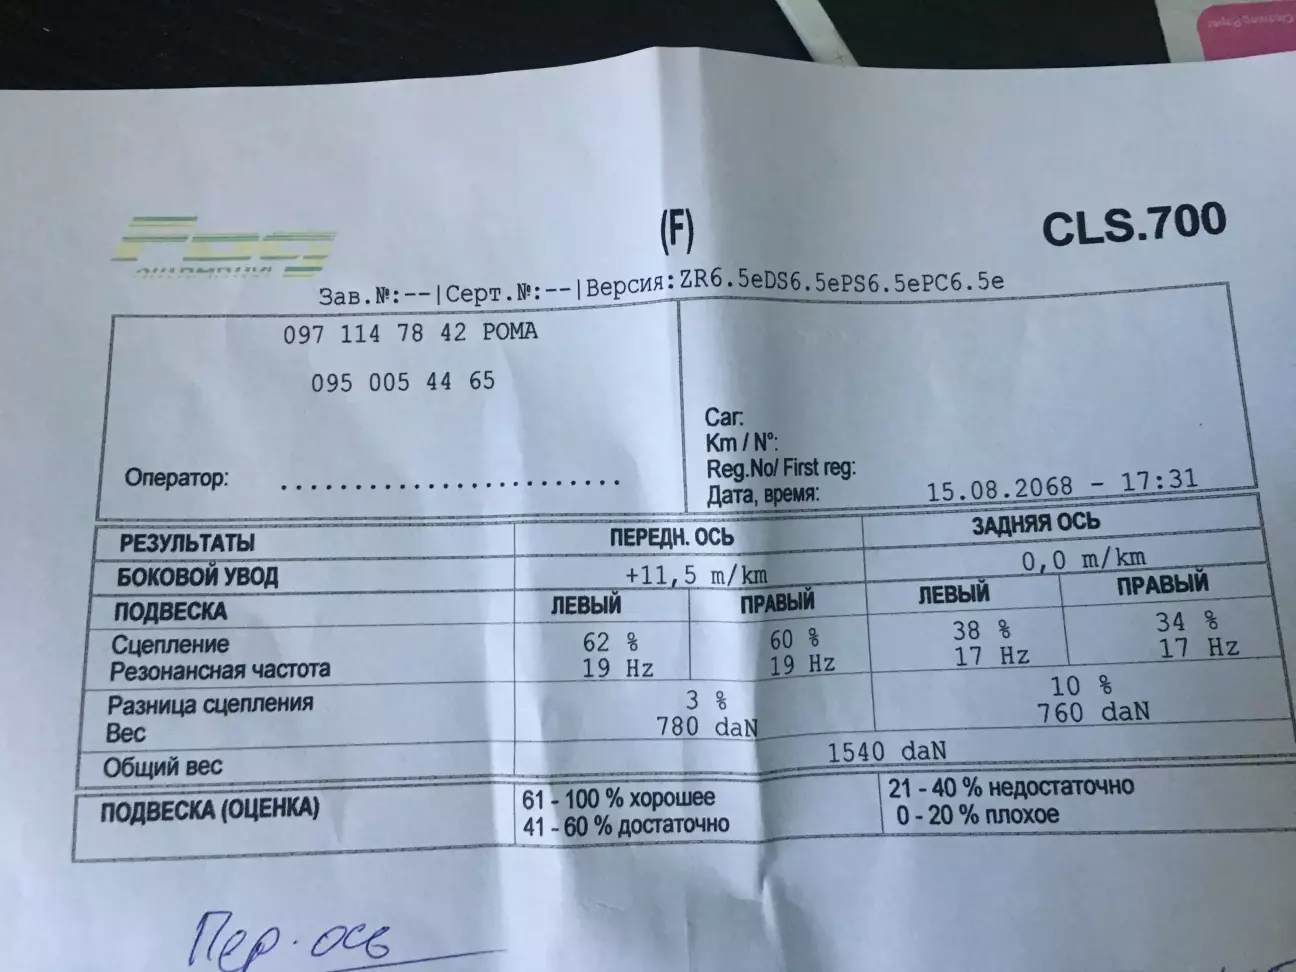 Cleaning Paper
(F)
CLS.700
Зав.№:--|Серт.№:--|Версия:ZR6.5eDS6.5ePS6.5ePC6.5e
097 114 78 42 РОМА
095 005 44 65
Оператор: ........................
Car:
Km / N°:
Reg.No/ First reg:
Дата, время: 15.08.2068 - 17:31
РЕЗУЛЬТАТЫ ПЕРЕДН. ОСЬ ЗАДНЯЯ ОСЬ
БОКОВОЙ УВОД +11,5 m/km 0,0 m/km
ПОДВЕСКА ЛЕВЫЙ ПРАВЫЙ ЛЕВЫЙ ПРАВЫЙ
Сцепление 62 % 60 % 38 % 34 %
Резонансная частота 19 Hz 19 Hz 17 Hz 17 Hz
Разница сцепления 3 % 10 %
Вес 780 daN 760 daN
Общий вес 1540 daN
ПОДВЕСКА (ОЦЕНКА) 61 - 100 % хорошее 21 - 40 % недостаточно
41 - 60 % достаточно 0 - 20 % плохое
Пер. ось